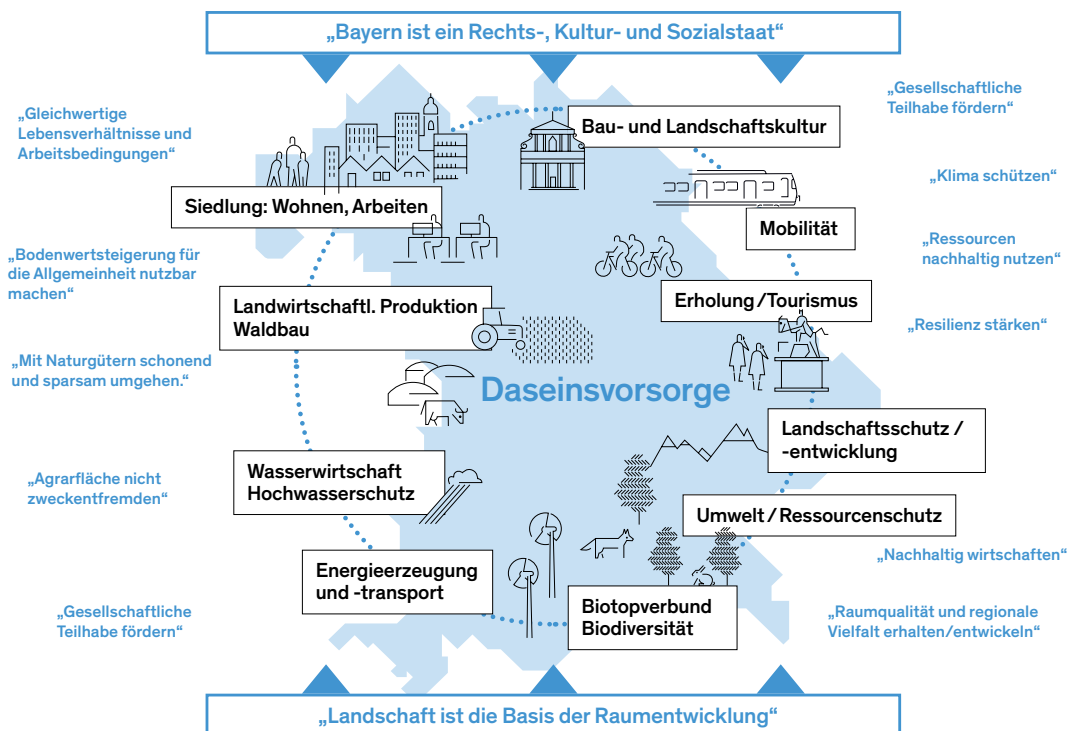 „Bayern ist ein Rechts-, Kultur- und Sozialstaat“
„Gleichwertige
Lebensverhältnisse und
Arbeitsbedingungen“
„Gesellschaftliche
Teilhabe fördern“
Bau- und Landschaftskultur
„Klima schützen“
Siedlung: Wohnen, Arbeiten
Mobilität
„Bodenwertsteigerung für
die Allgemeinheit nutzbar
machen“
„Ressourcen
nachhaltig nutzen“
Landwirtschaftl. Produktion
Waldbau
Erholung / Tourismus
„Resilienz stärken“
„Mit Naturgütern schonend
und sparsam umgehen.“
Daseinsvorsorge
Landschaftsschutz /
-entwicklung
Wasserwirtschaft
Hochwasserschutz
„Agrarfläche nicht
zweckentfremden“
Umwelt / Ressourcenschutz
„Nachhaltig wirtschaften“
Energieerzeugung
und -transport
Biotopverbund
Biodiversität
„Gesellschaftliche
Teilhabe fördern“
„Raumqualität und regionale
Vielfalt erhalten/entwickeln“
„Landschaft ist die Basis der Raumentwicklung“